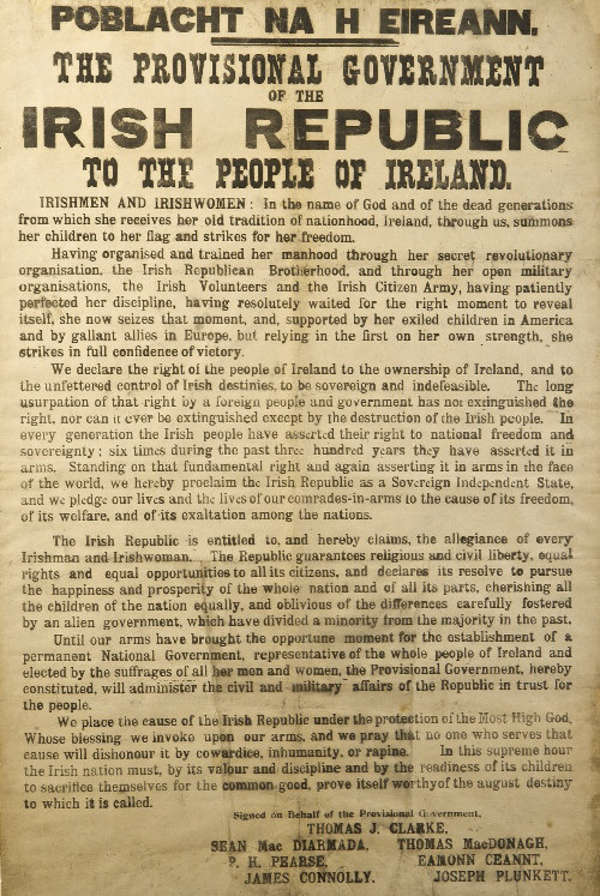 POBLACHT NA H EIREANN.
THE PROVISIONAL GOVERNMENT
OF THE
IRISH REPUBLIC
TO THE PEOPLE OF IRELAND.
IRISHMEN AND IRISHWOMEN: In the name of God and of the dead generations
from which she receives her old tradition of nationhood, Ireland, through us, summons
her children to her flag and strikes for her freedom.
Having organised and trained her manhood through her secret revolutionary
organisation, the Irish Republican Brotherhood, and through her open military
organisations, the Irish Volunteers and the Irish Citizen Army, having patiently
perfected her discipline, having resolutely waited for the right moment to reveal
itself, she now seizes that moment, and, supported by her exiled children in America
and by gallant allies in Europe, but relying in the first on her own strength, she
strikes in full confidence of victory.
We declare the right of the people of Ireland to the ownership of Ireland, and to
the unfettered control of Irish destinies, to be sovereign and indefeasible. The long
usurpation of that right by a foreign people and government has not extinguished the
right, nor can it ever be extinguished except by the destruction of the Irish people. In
every generation the Irish people have asserted their right to national freedom and
sovereignty; six times during the past three hundred years they have asserted it in
arms. Standing on that fundamental right and again asserting it in arms in the face
of the world, we hereby proclaim the Irish Republic as a Sovereign Independent State,
and we pledge our lives and the lives of our comrades-in-arms to the cause of its freedom,
of its welfare, and of its exaltation among the nations.
The Irish Republic is entitled to, and hereby claims, the allegiance of every
Irishman and Irishwoman. The Republic guarantees religious and civil liberty, equal
rights and equal opportunities to all its citizens, and declares its resolve to pursue
the happiness and prosperity of the whole nation and of all its parts, cherishing all
the children of the nation equally, and oblivious of the differences carefully fostered
by an alien government, which have divided a minority from the majority in the past.
Until our arms have brought the opportune moment for the establishment of a
permanent National Government, representative of the whole people of Ireland and
elected by the suffrages of all her men and women, the Provisional Government, hereby
constituted, will administer the civil and military affairs of the Republic in trust for
the people.
We place the cause of the Irish Republic under the protection of the Most High God,
Whose blessing we invoke upon our arms, and we pray that no one who serves that
cause will dishonour it by cowardice, inhumanity, or rapine. In this supreme hour
the Irish nation must, by its valour and discipline and by the readiness of its children
to sacrifice themselves for the common good, prove itself worthy of the august destiny
to which it is called.
Signed on Behalf of the Provisional Government,
THOMAS J. CLARKE,
SEAN Mac DIARMADA, THOMAS MacDONAGH,
P. H. PEARSE, EAMONN CEANNT,
JAMES CONNOLLY, JOSEPH PLUNKETT.